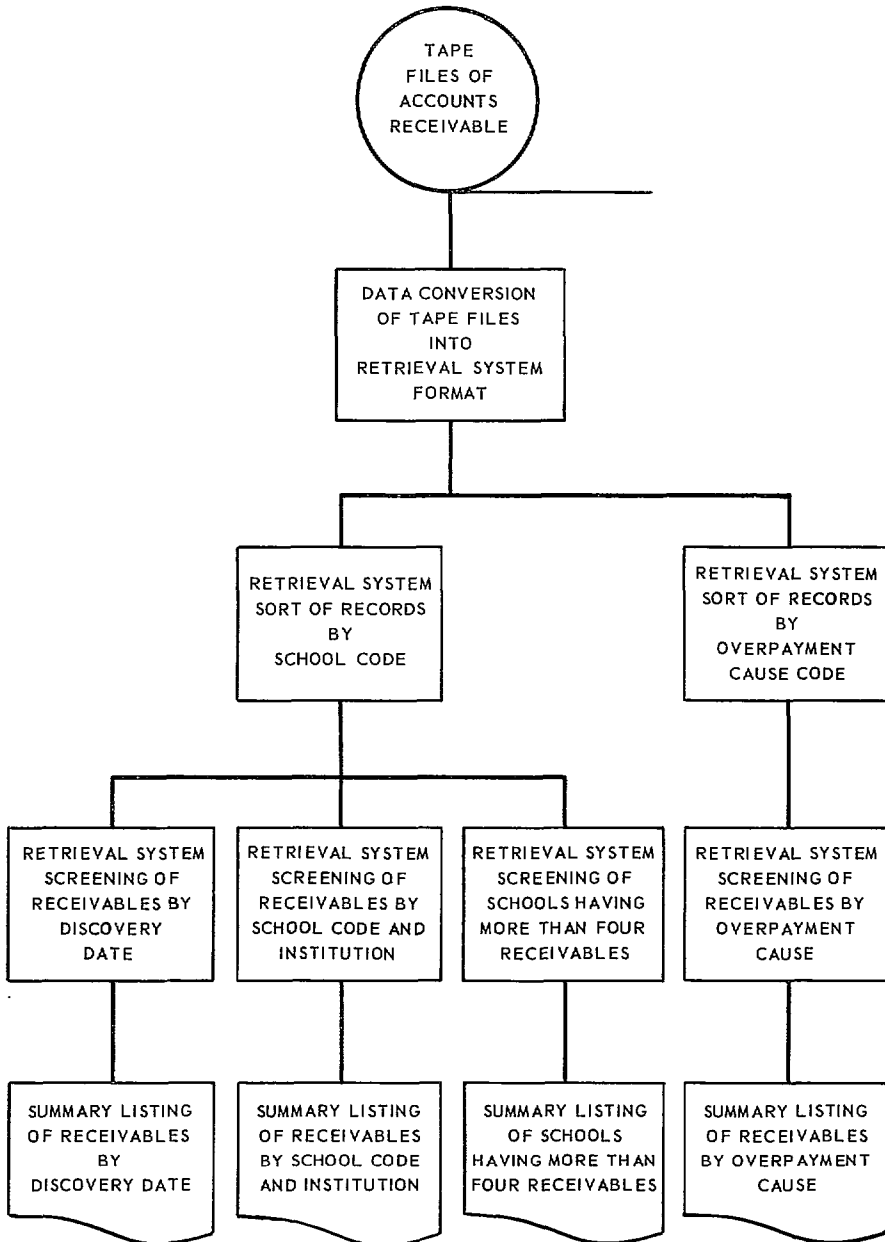 TAPE
FILES OF
ACCOUNTS
RECEIVABLE
DATA CONVERSION
OF TAPE FILES
INTO
RETRIEVAL SYSTEM
FORMAT
RETRIEVAL SYSTEM
SORT OF RECORDS
BY
SCHOOL CODE
RETRIEVAL SYSTEM
SORT OF RECORDS
BY
OVERPAYMENT
CAUSE CODE
RETRIEVAL SYSTEM
SCREENING OF
RECEIVABLES BY
DISCOVERY
DATE
RETRIEVAL SYSTEM
SCREENING OF
RECEIVABLES BY
SCHOOL CODE AND
INSTITUTION
RETRIEVAL SYSTEM
SCREENING OF
SCHOOLS HAVING
MORE THAN FOUR
RECEIVABLES
RETRIEVAL SYSTEM
SCREENING OF
RECEIVABLES BY
OVERPAYMENT
CAUSE
SUMMARY LISTING
OF RECEIVABLES
BY
DISCOVERY DATE
SUMMARY LISTING
OF RECEIVABLES
BY SCHOOL CODE
AND INSTITUTION
SUMMARY LISTING
OF SCHOOLS
HAVING MORE THAN
FOUR RECEIVABLES
SUMMARY LISTING
OF RECEIVABLES
BY OVERPAYMENT
CAUSE